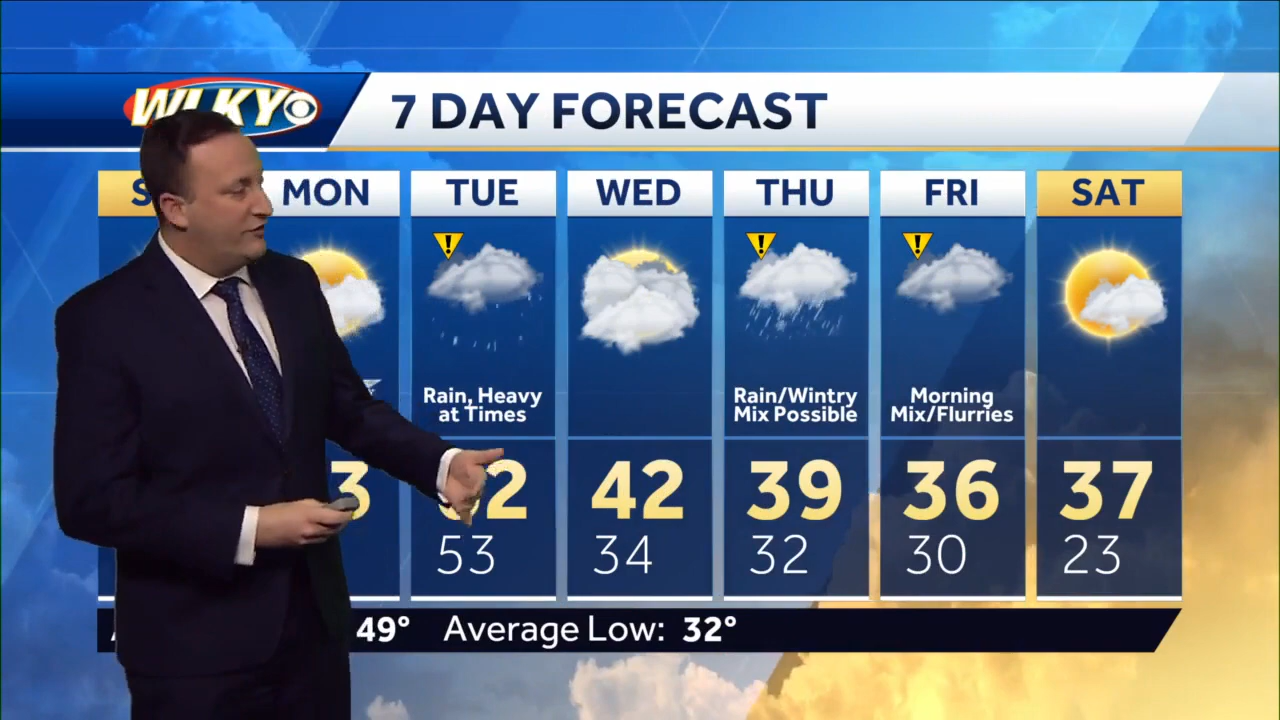 WLKY
7 DAY FORECAST
MON TUE WED THU FRI SAT
Rain, Heavy
at Times
Rain/Wintry
Mix Possible
Morning
Mix/Flurries
42 39 36 37
53 34 32 30 23
49° Average Low: 32°